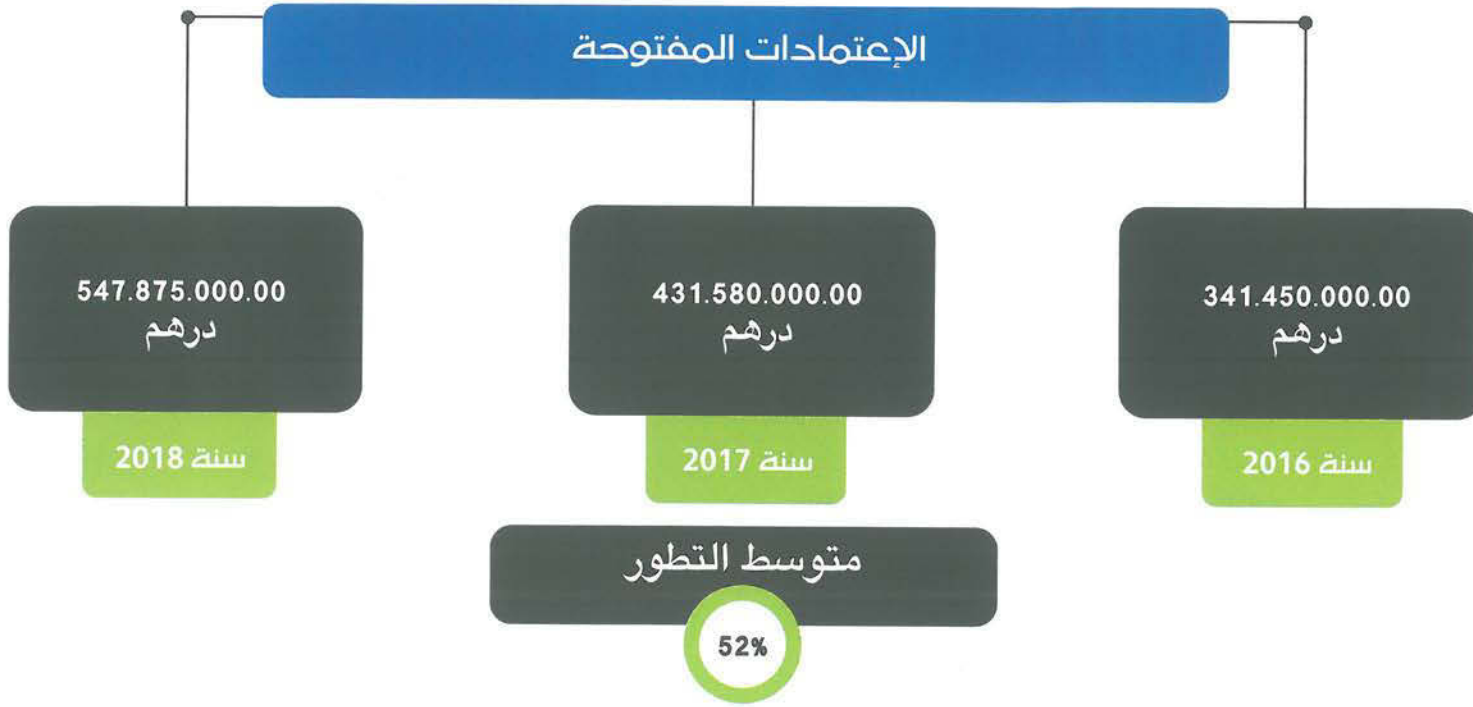 الإعتمادات المفتوحة
341.450.000.00
درهم
سنة 2016
431.580.000.00
درهم
سنة 2017
547.875.000.00
درهم
سنة 2018
متوسط التطور
52%